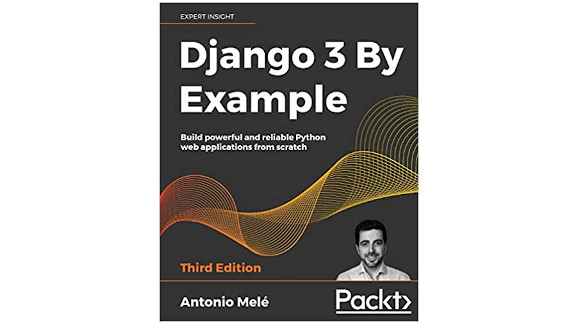 EXPERT INSIGHT
Django 3 By
Example
Build powerful and reliable Python
web applications from scratch
Third Edition
Antonio Melé
Packt>